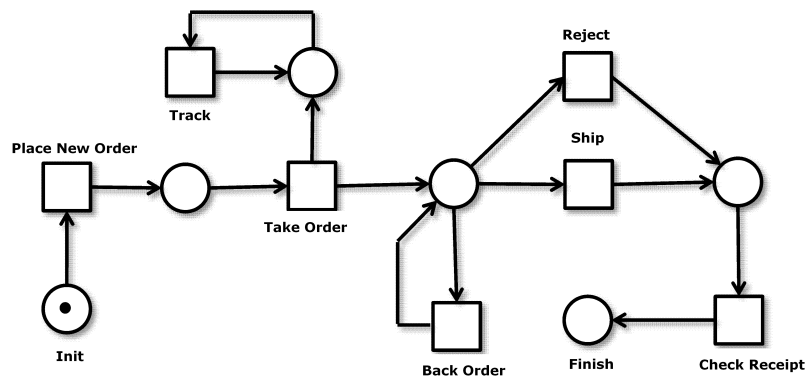 Reject
Track
Ship
Place New Order
Take Order
Init
Back Order
Finish
Check Receipt